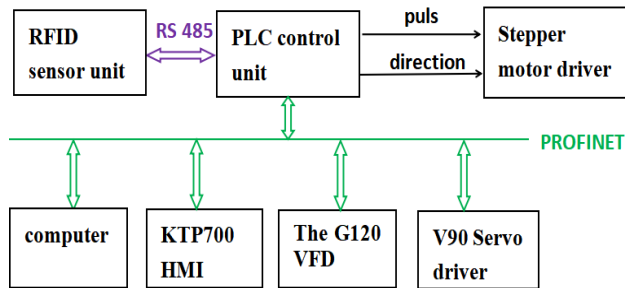 RFID
sensor unit
RS 485
PLC control
unit
puls
direction
Stepper
motor driver
PROFINET
computer
KTP700
HMI
The G120
VFD
V90 Servo
driver